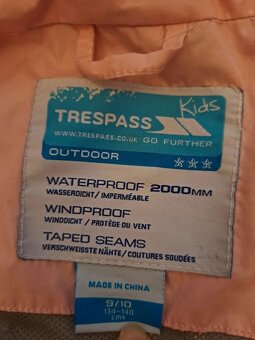 TRESPASS Kids
WWW.TRESPASS.CO.UK GO FURTHER
OUTDOOR
WATERPROOF 2000MM
WASSERDICHT/IMPERMÉABLE
WINDPROOF
WINDDICHT / PROTÈGE DU VENT
TAPED SEAMS
VERSCHWEISSTE NÄHTE/ COUTURES SOUDÉES
MADE IN CHINA
9/10
134-140
cms